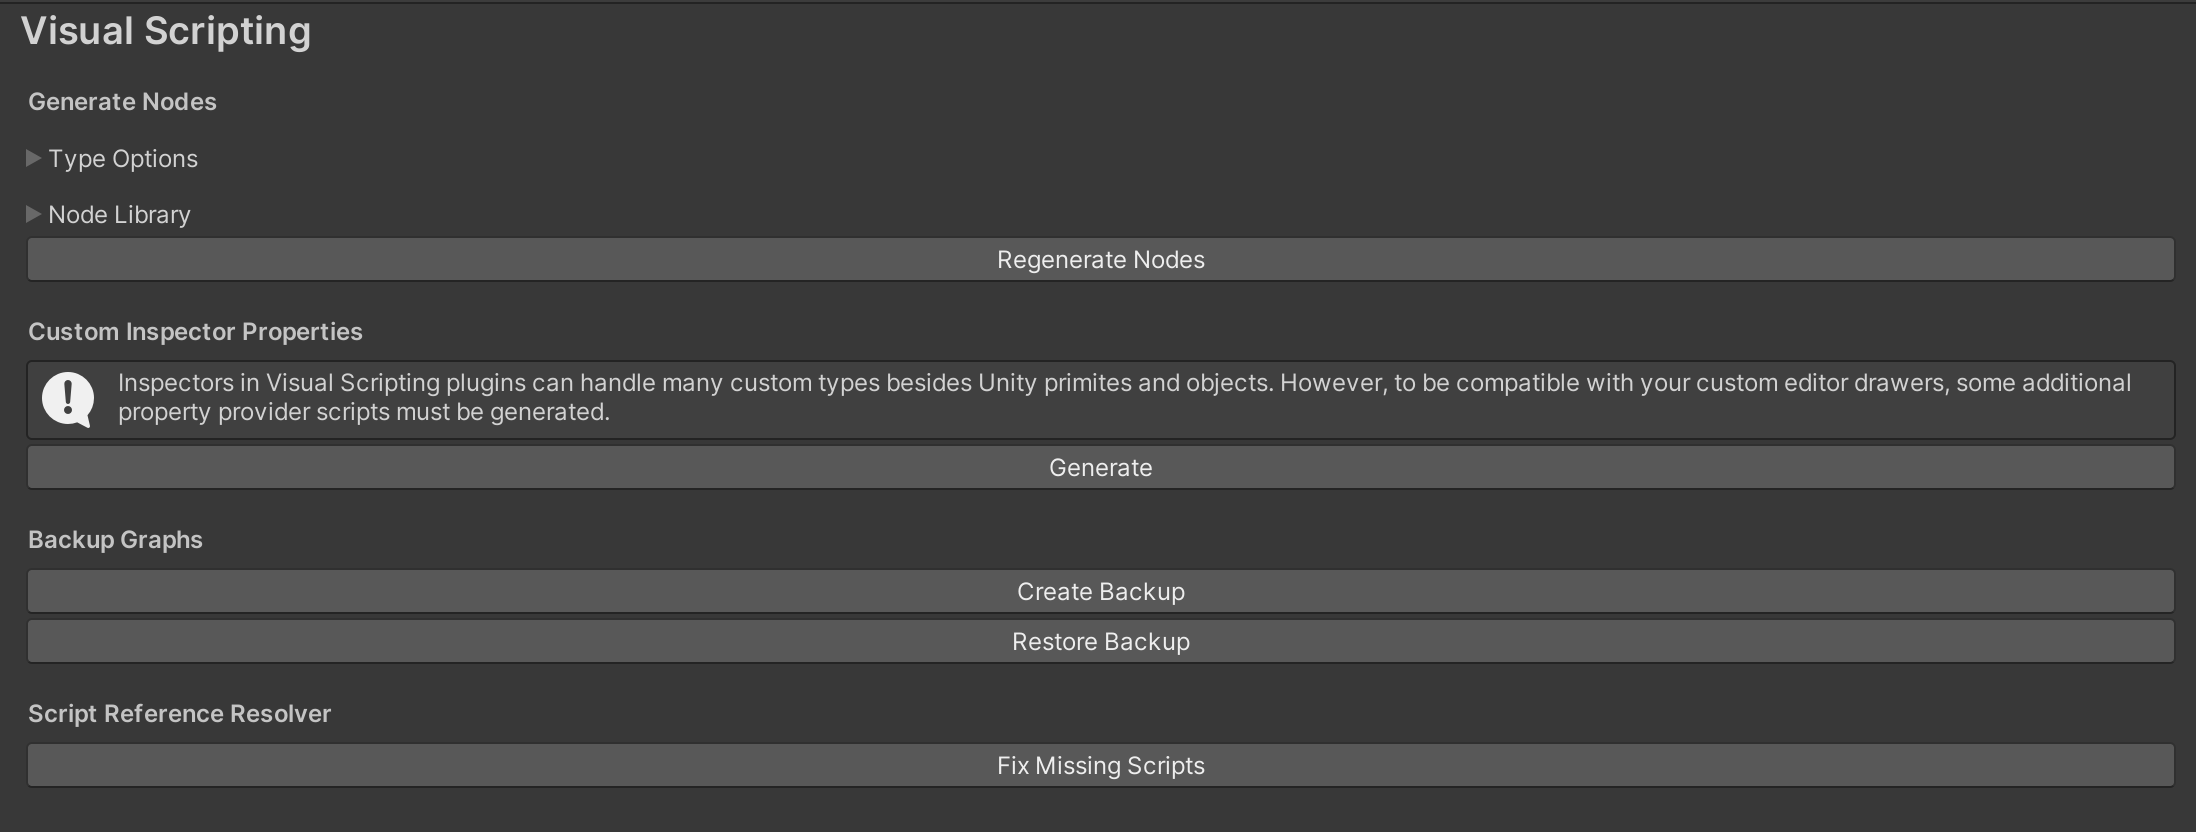 Visual Scripting
Generate Nodes
Type Options
Node Library
Regenerate Nodes
Custom Inspector Properties
Inspectors in Visual Scripting plugins can handle many custom types besides Unity primites and objects. However, to be compatible with your custom editor drawers, some additional
property provider scripts must be generated.
Generate
Backup Graphs
Create Backup
Restore Backup
Script Reference Resolver
Fix Missing Scripts